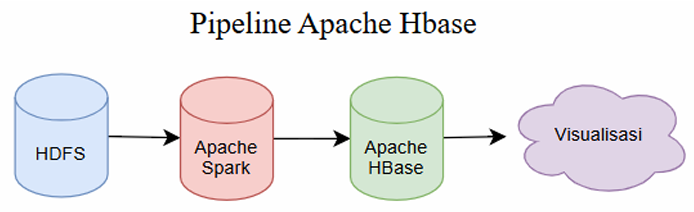 Pipeline Apache Hbase
HDFS
Apache
Spark
Apache
HBase
Visualisasi